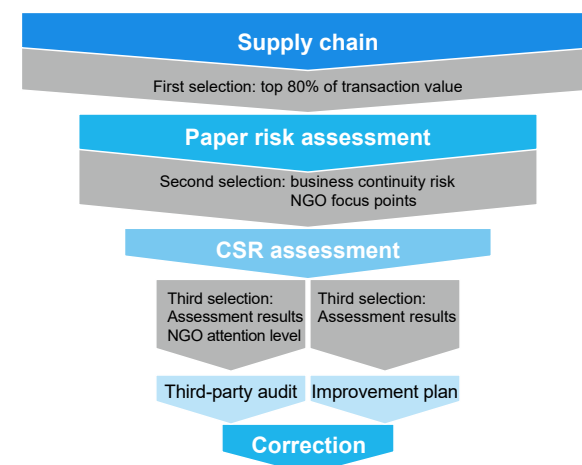 Supply chain
First selection: top 80% of transaction value
Paper risk assessment
Second selection: business continuity risk
NGO focus points
CSR assessment
Third selection:
Assessment results
NGO attention level
Third selection:
Assessment results
Third-party audit
Improvement plan
Correction